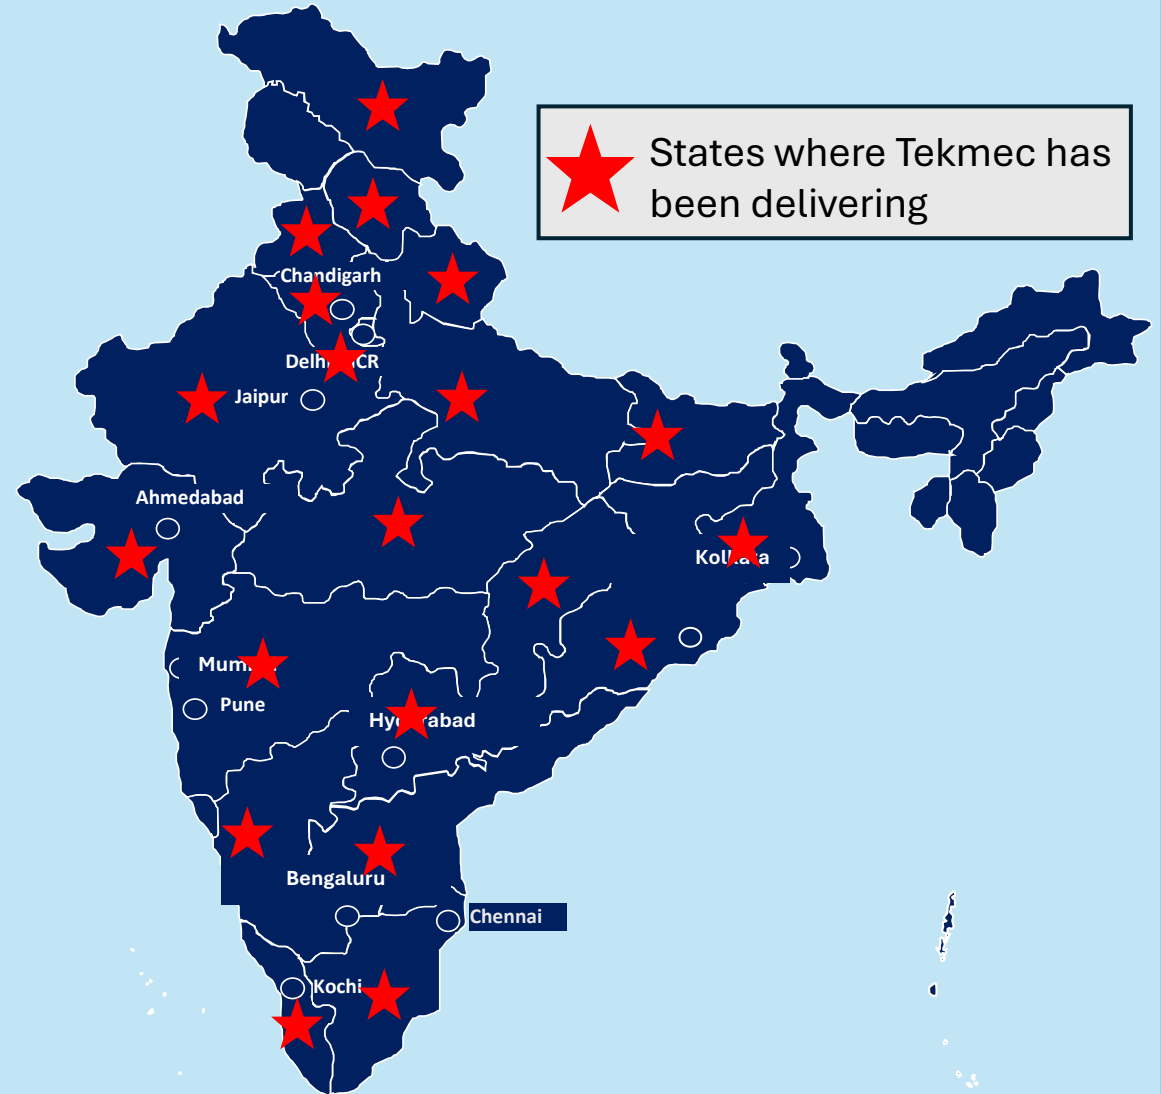 States where Tekmec has
been delivering
Chandigarh
Jaipur
Ahmedabad
Pune
Bengaluru
Chennai
Kochi